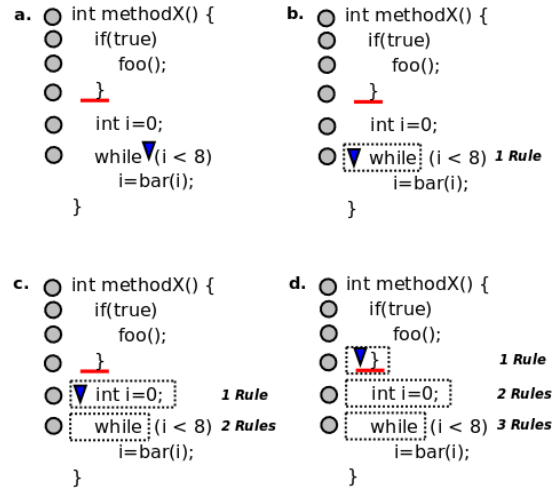 a. int methodX() {
if(true)
foo();
}
int i=0;
while (i < 8)
i=bar(i);
}
b. int methodX() {
if(true)
foo();
}
int i=0;
while (i < 8) 1 Rule
i=bar(i);
}
c. int methodX() {
if(true)
foo();
}
int i=0; 1 Rule
while (i < 8) 2 Rules
i=bar(i);
}
d. int methodX() {
if(true)
foo();
} 1 Rule
int i=0; 2 Rules
while (i < 8) 3 Rules
i=bar(i);
}